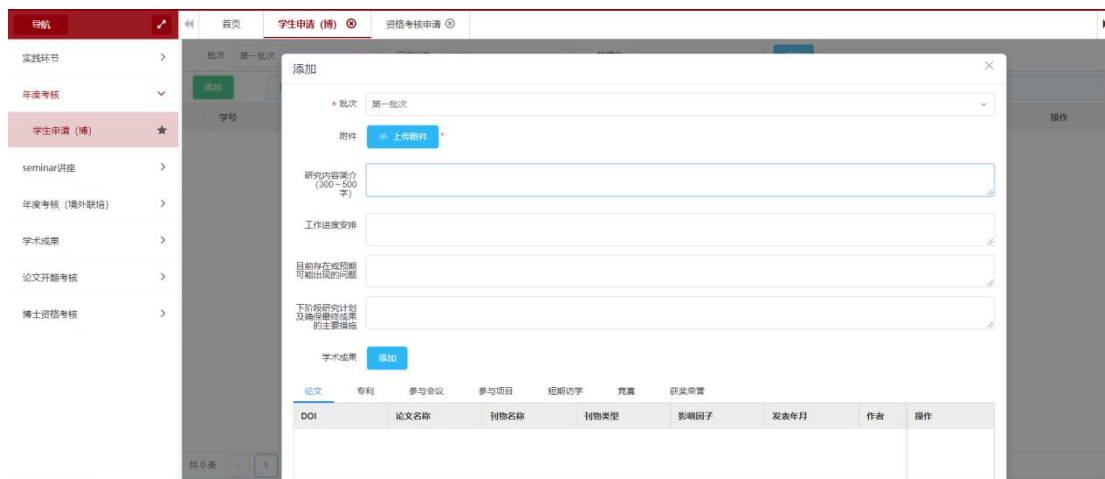 导航
首页
学生申请 (博)
资格考核申请
实践环节
年度考核
学生申请 (博)
seminar讲座
年度考核 (境外联培)
学术成果
论文开题考核
博士资格考核
批次 第一批次
添加
学号
操作
共 0 条
1
添加
* 批次 第一批次
附件 上传附件 *
研究内容简介
(300~500
字)
工作进度安排
目前存在或预期
可能出现的问题
下阶段研究计划
及确保最终成果
的主要措施
学术成果 添加
论文 专利 参与会议 参与项目 短期访学 竞赛 获奖荣誉
DOI 论文名称 刊物名称 刊物类型 影响因子 发表年月 作者 操作